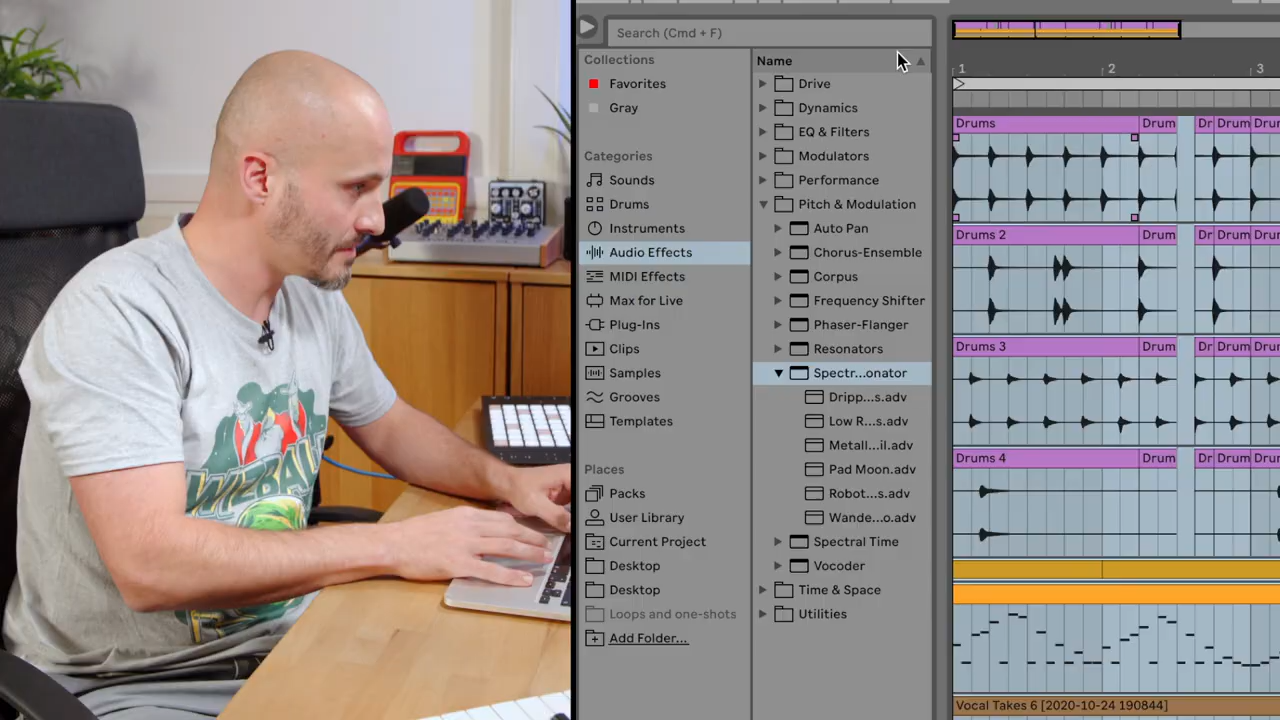 WIEBALL
Search (Cmd + F)
Collections
Favorites
Gray
Categories
Sounds
Drums
Instruments
Audio Effects
MIDI Effects
Max for Live
Plug-Ins
Clips
Samples
Grooves
Templates
Places
Packs
User Library
Current Project
Desktop
Desktop
Loops and one-shots
Add Folder...
Name
Drive
Dynamics
EQ & Filters
Modulators
Performance
Pitch & Modulation
Auto Pan
Chorus-Ensemble
Corpus
Frequency Shifter
Phaser-Flanger
Resonators
Spectr...onator
Dripp...s.adv
Low R...s.adv
Metall...il.adv
Pad Moon.adv
Robot...s.adv
Wande...o.adv
Spectral Time
Vocoder
Time & Space
Utilities
1 2 3
Drums Drum Dr Drum Drur
Drums 2
Drums 3 Drum Dr Drum Drur
Drums 4 Dr Drum Drur
Vocal Takes 6 [2020-10-24 190844]